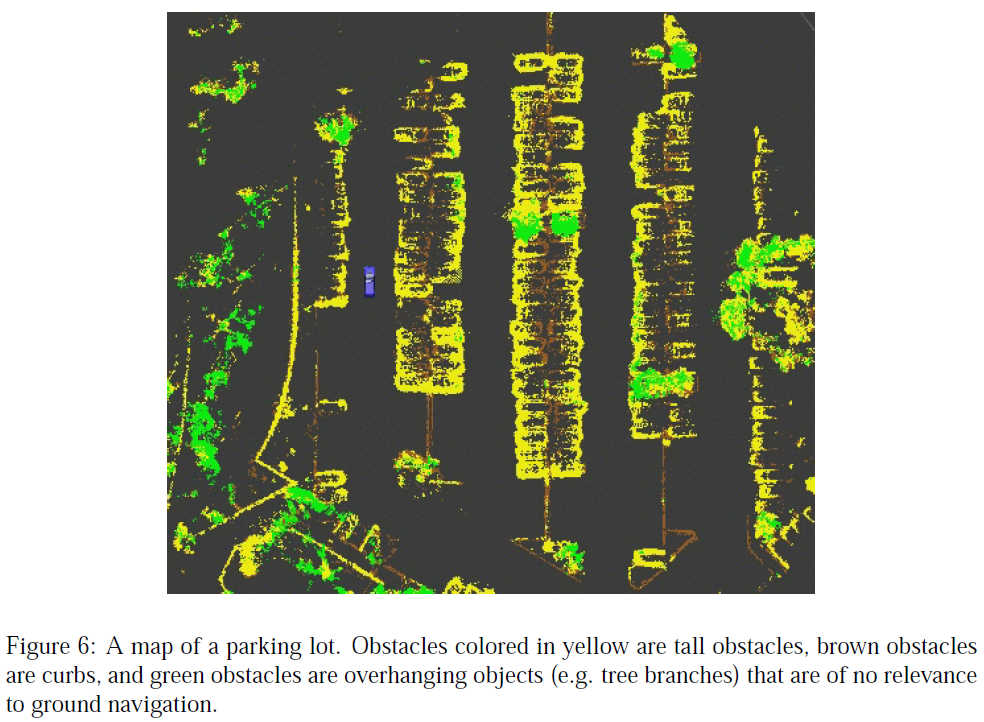 Figure 6: A map of a parking lot. Obstacles colored in yellow are tall obstacles, brown obstacles
are curbs, and green obstacles are overhanging objects (e.g. tree branches) that are of no relevance
to ground navigation.